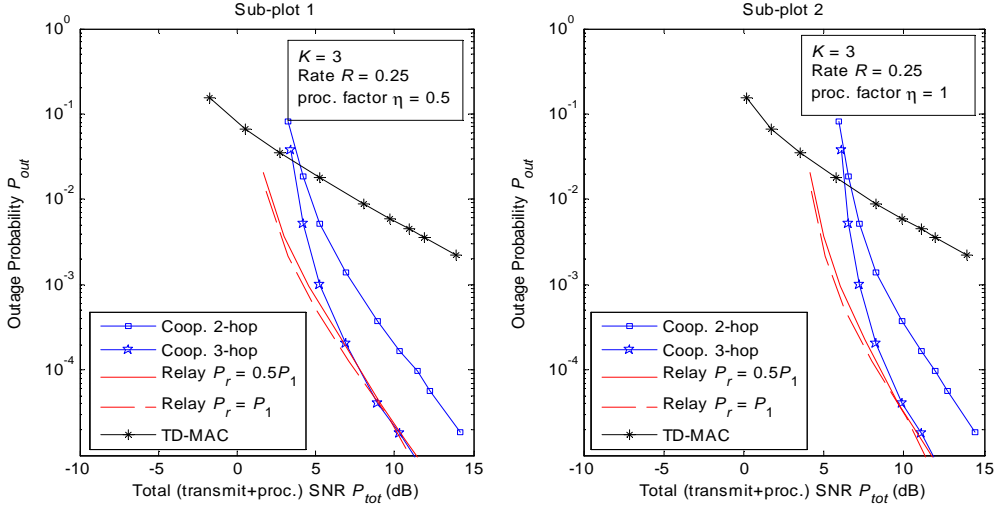 Sub-plot 1
10^0
10^-1
10^-2
10^-3
10^-4
Outage Probability P_out
K = 3
Rate R = 0.25
proc. factor η = 0.5
Coop. 2-hop
Coop. 3-hop
Relay P_r = 0.5P_1
Relay P_r = P_1
TD-MAC
-10 -5 0 5 10 15
Total (transmit+proc.) SNR P_tot (dB)
Sub-plot 2
10^0
10^-1
10^-2
10^-3
10^-4
Outage Probability P_out
K = 3
Rate R = 0.25
proc. factor η = 1
Coop. 2-hop
Coop. 3-hop
Relay P_r = 0.5P_1
Relay P_r = P_1
TD-MAC
-10 -5 0 5 10 15
Total (transmit+proc.) SNR P_tot (dB)